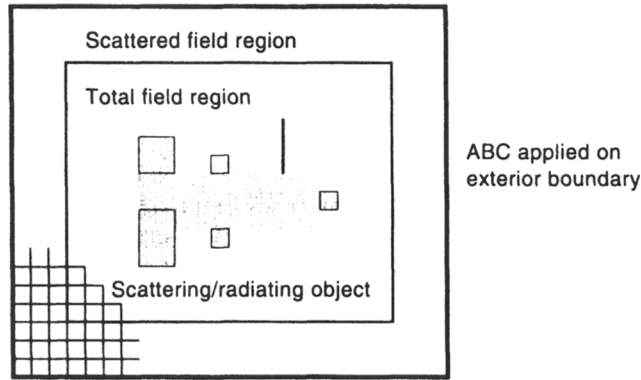 Scattered field region
Total field region
ABC applied on
exterior boundary
Scattering/radiating object